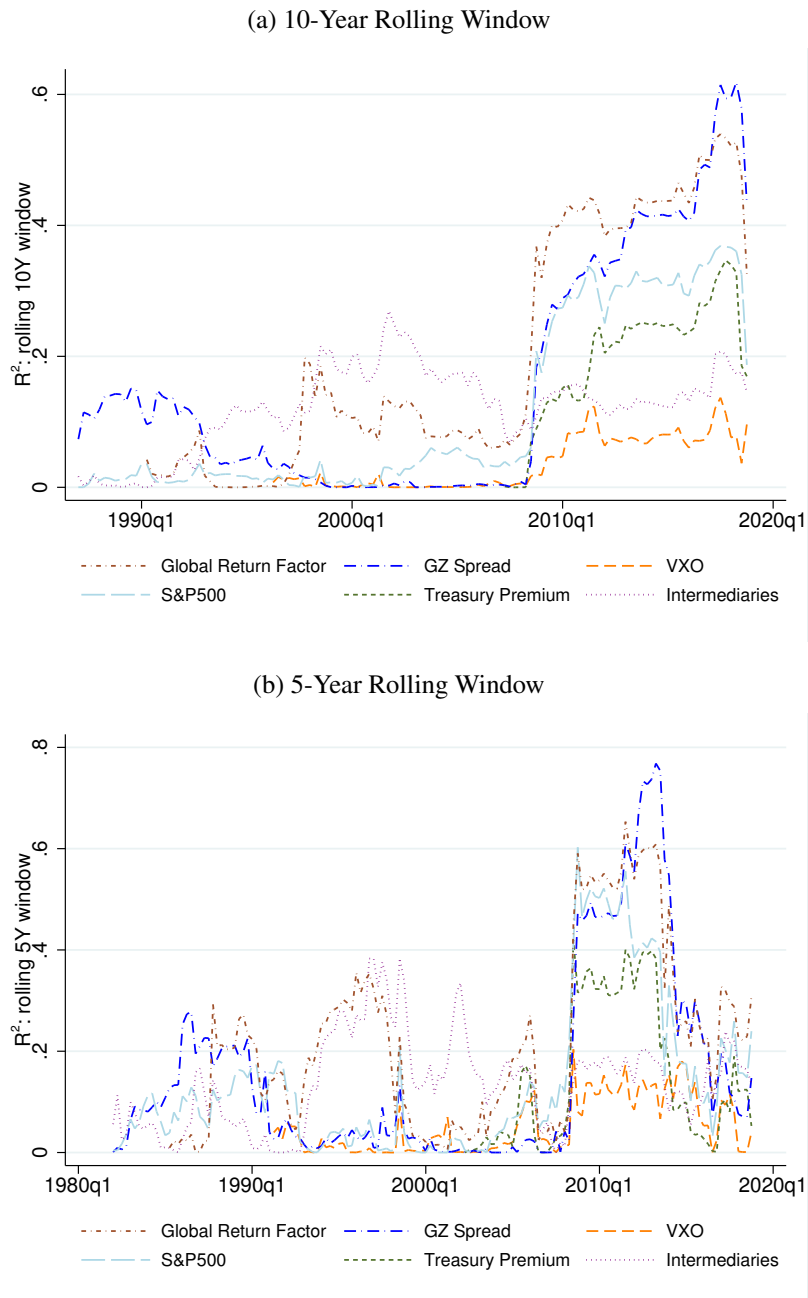 (a) 10-Year Rolling Window
R²: rolling 10Y window
.6
.4
.2
0
1990q1 2000q1 2010q1 2020q1
Global Return Factor GZ Spread VXO
S&P500 Treasury Premium Intermediaries
(b) 5-Year Rolling Window
R²: rolling 5Y window
.8
.6
.4
.2
0
1980q1 1990q1 2000q1 2010q1 2020q1
Global Return Factor GZ Spread VXO
S&P500 Treasury Premium Intermediaries